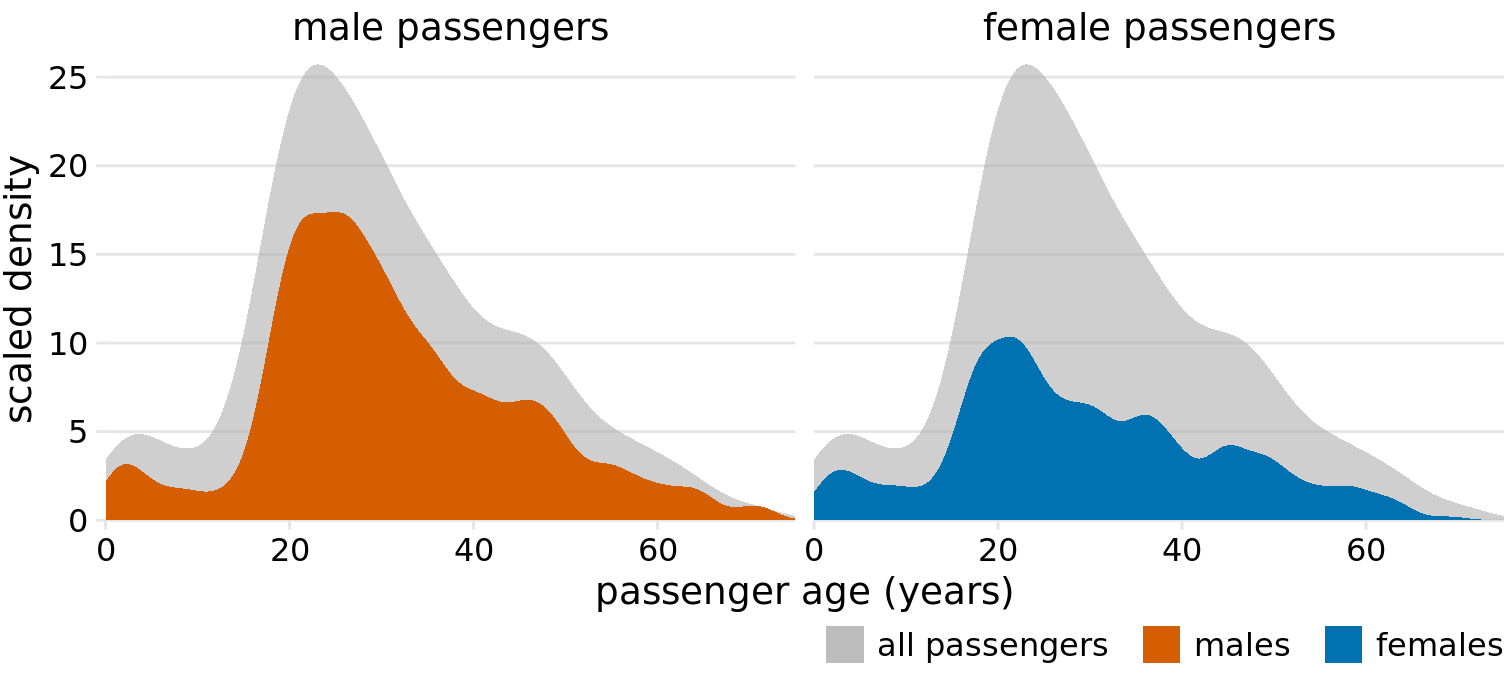 male passengers
female passengers
scaled density
25
20
15
10
5
0
0 20 40 60
0 20 40 60
passenger age (years)
all passengers males females